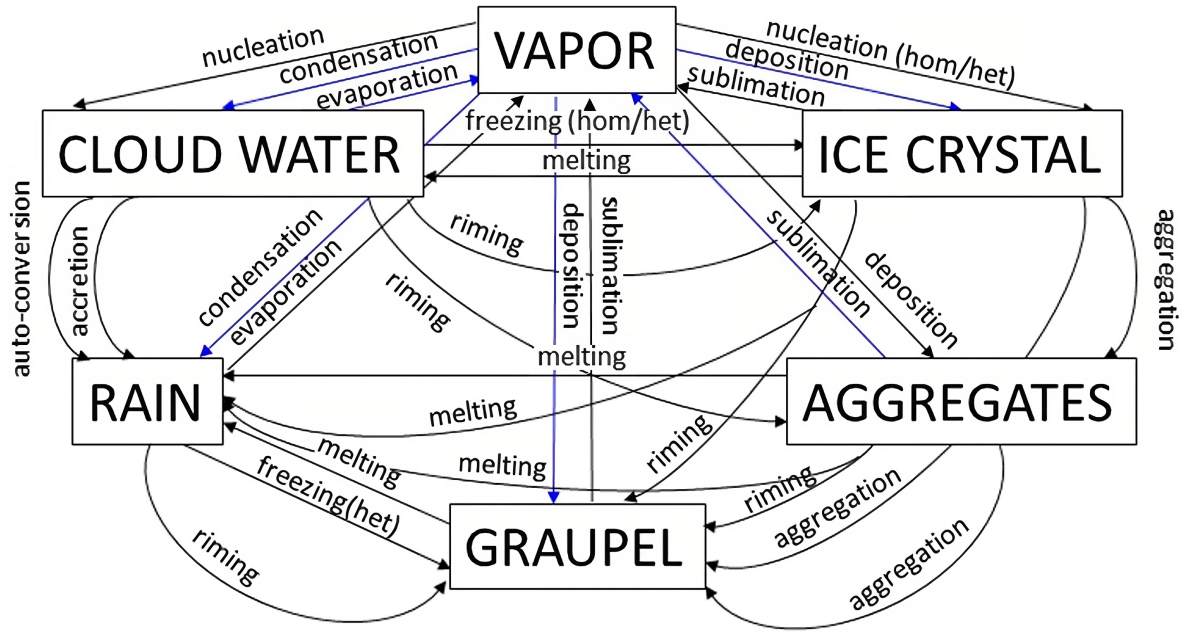 VAPOR
nucleation
condensation
evaporation
nucleation (hom/het)
deposition
sublimation
CLOUD WATER
freezing (hom/het)
melting
ICE CRYSTAL
auto-conversion
accretion
condensation
evaporation
riming
riming
deposition
sublimation
sublimation
deposition
aggregation
melting
RAIN
melting
AGGREGATES
melting
melting
riming
riming
freezing(het)
aggregation
riming
GRAUPEL
aggregation